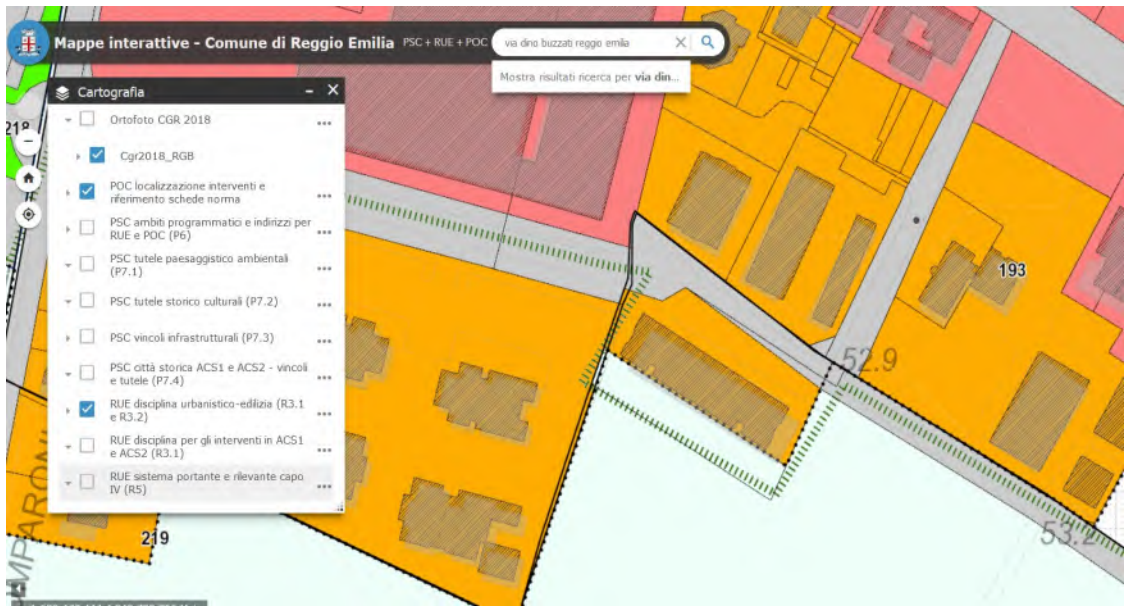 Mappe interattive - Comune di Reggio Emilia PSC + RUE + POC
via dino buzzati reggio emilia
Mostra risultati ricerca per via din...
Cartografia
Ortofoto CGR 2018
Cgr2018_RGB
POC localizzazione interventi e
riferimento schede norma
PSC ambiti programmatici e indirizzi per
RUE e POC (P6)
PSC tutele paesaggistico ambientali
(P7.1)
PSC tutele storico culturali (P7.2)
PSC vincoli infrastrutturali (P7.3)
PSC città storica ACS1 e ACS2 - vincoli
e tutele (P7.4)
RUE disciplina urbanistico-edilizia (R3.1
e R3.2)
RUE disciplina per gli interventi in ACS1
e ACS2 (R3.1)
RUE sistema portante e rilevante capo
IV (R5)
218
193
52.9
53.2
219